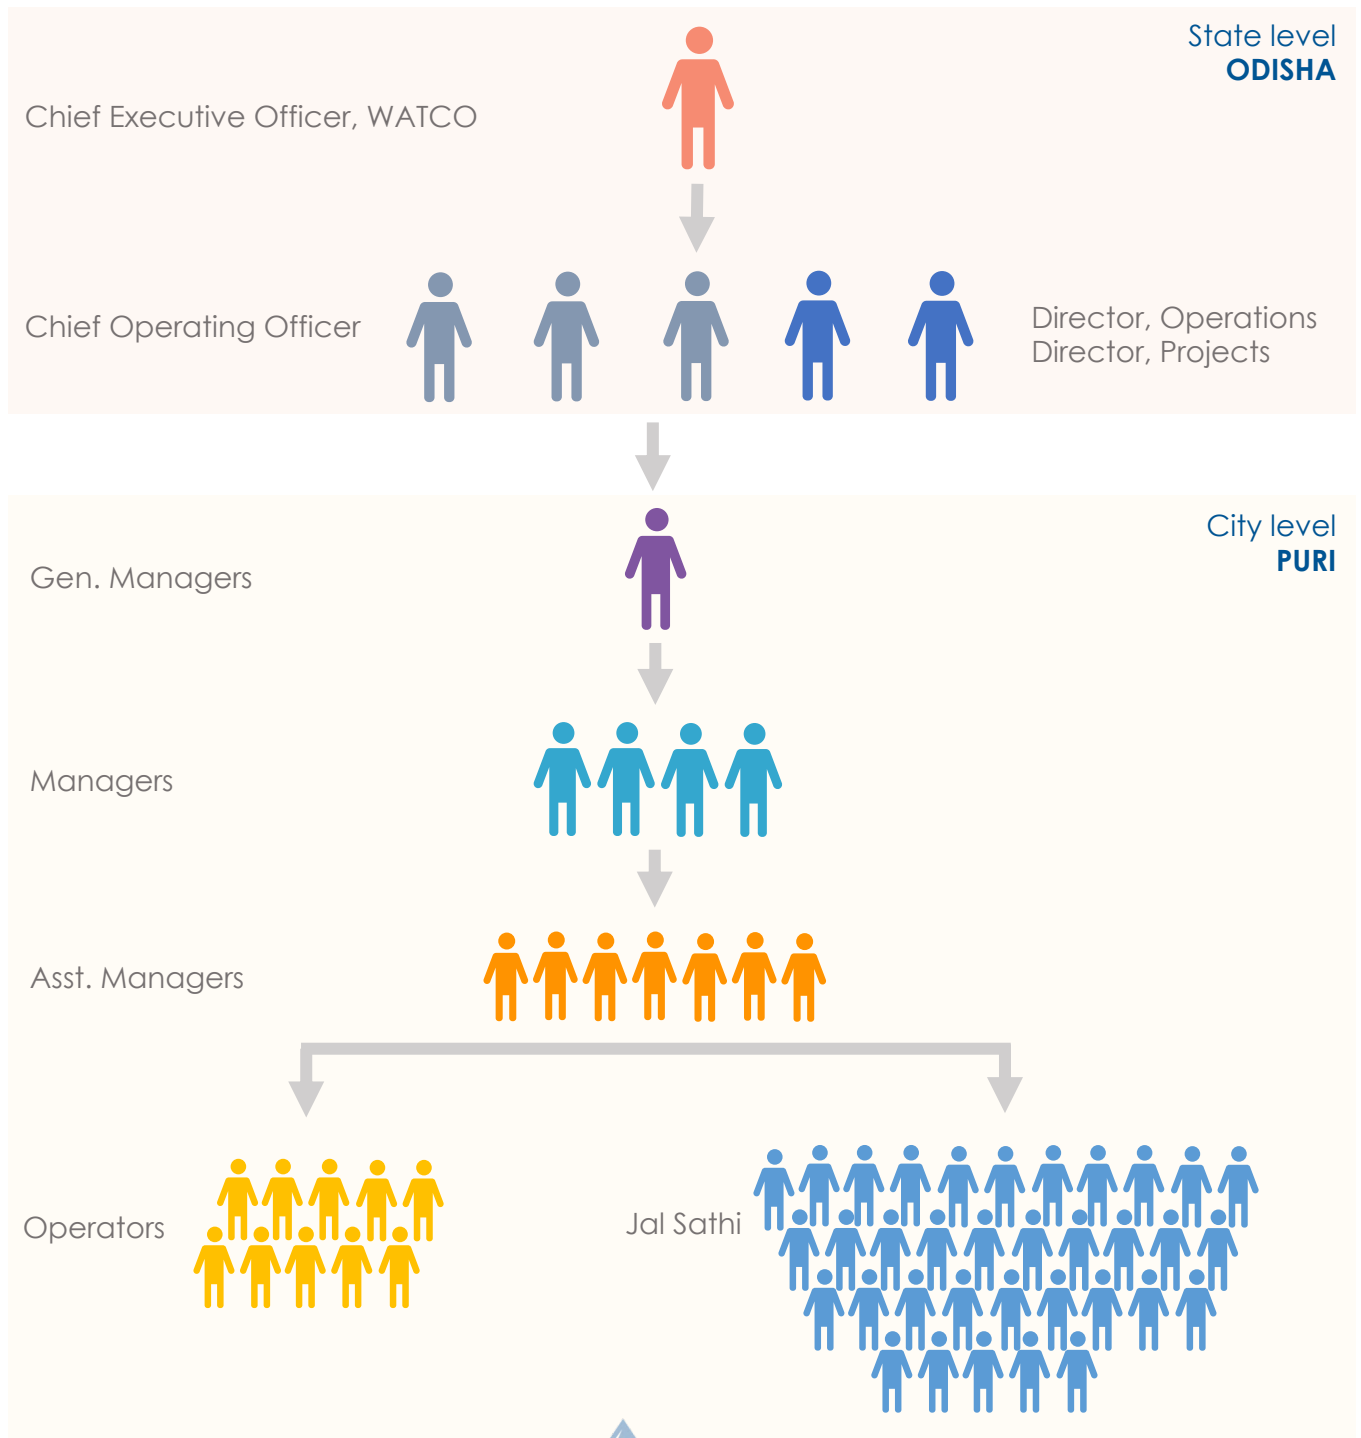 State level
ODISHA
Chief Executive Officer, WATCO
Chief Operating Officer
Director, Operations
Director, Projects
City level
PURI
Gen. Managers
Managers
Asst. Managers
Operators
Jal Sathi